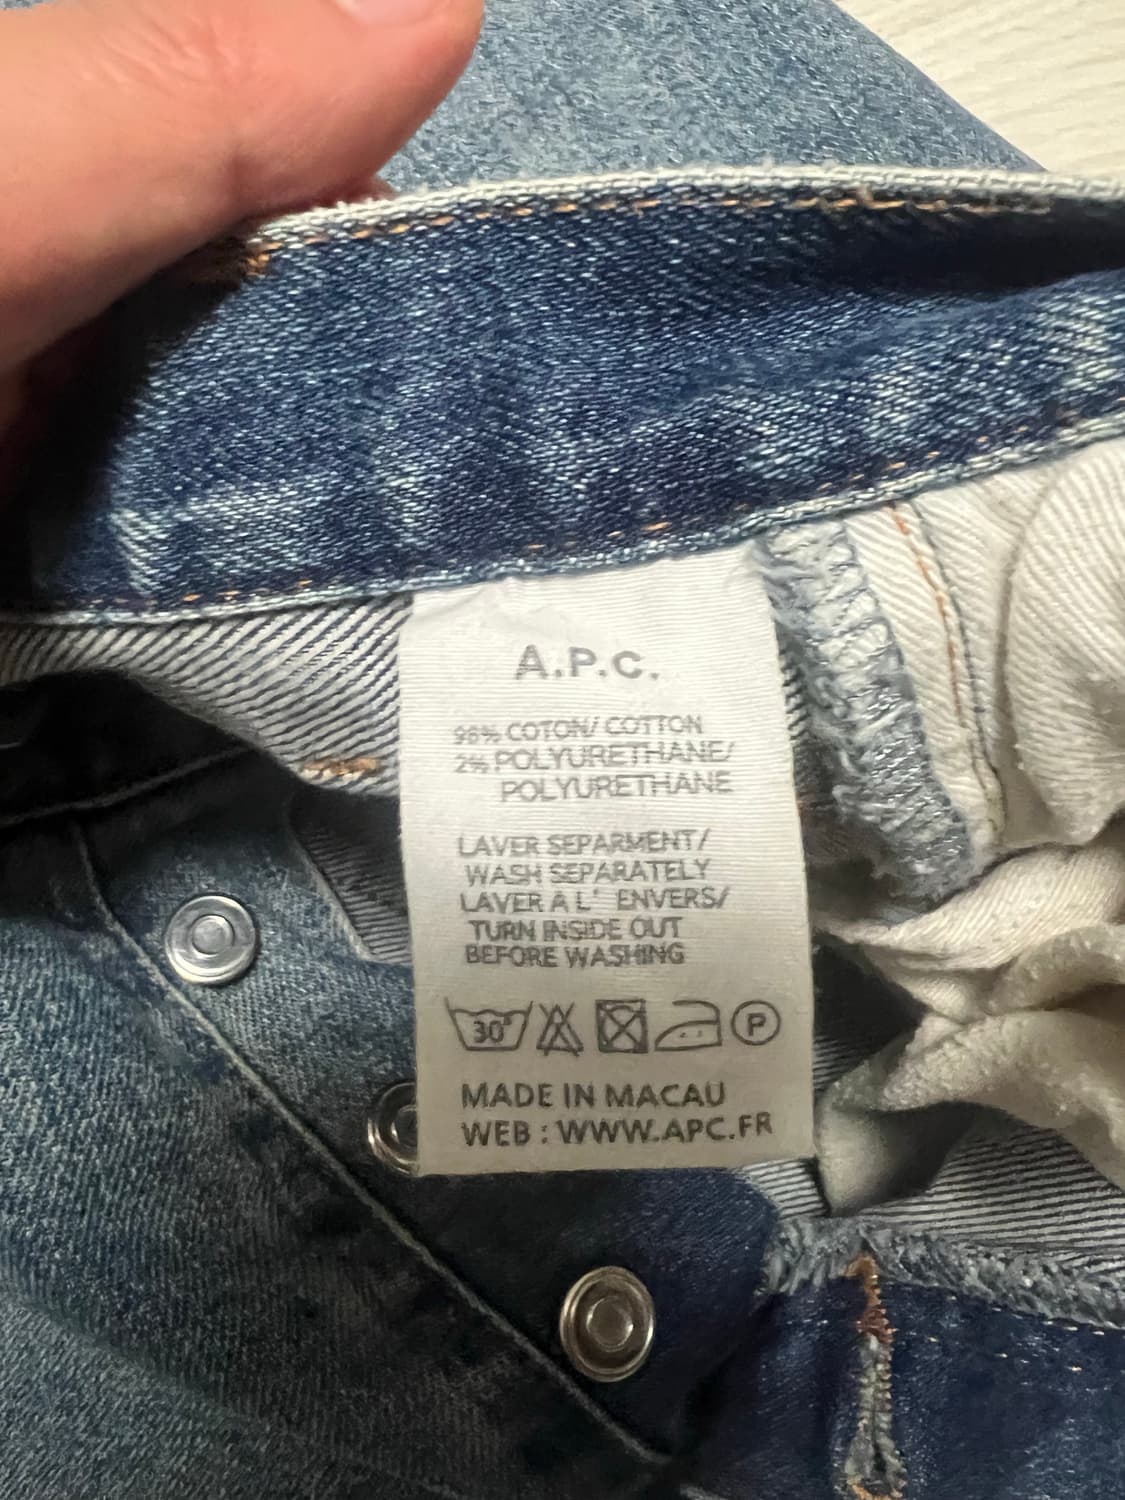 A.P.C.
98% COTON/ COTTON
2% POLYURETHANE/
POLYURETHANE
LAVER SEPARMENT/
WASH SEPARATELY
LAVER A L' ENVERS/
TURN INSIDE OUT
BEFORE WASHING
30°
P
MADE IN MACAU
WEB : WWW.APC.FR